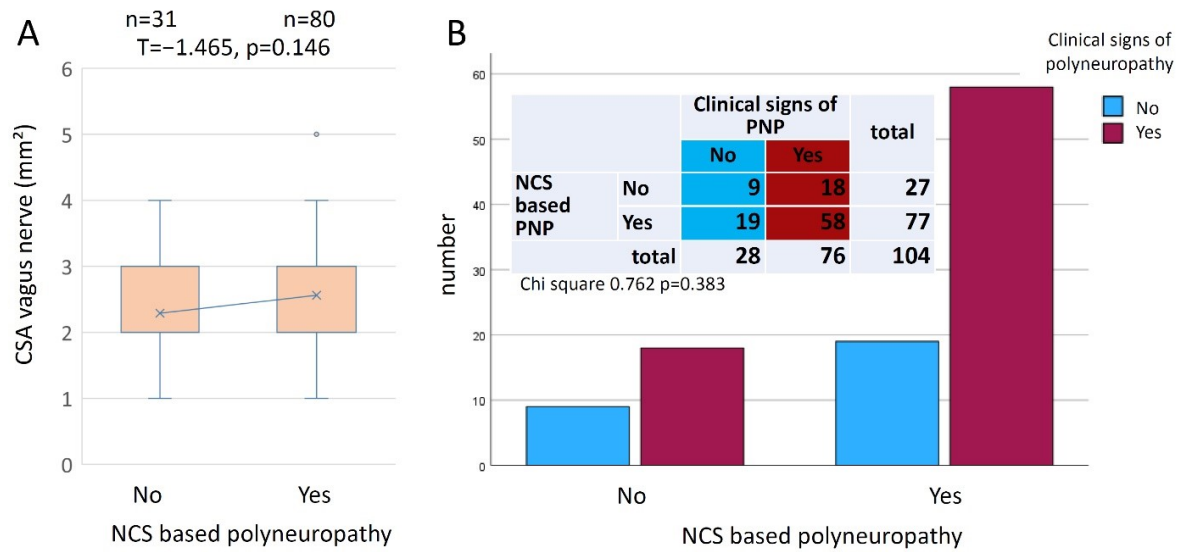 A
n=31 n=80
T=−1.465, p=0.146
CSA vagus nerve (mm²)
6
5
4
3
2
1
0
No Yes
NCS based polyneuropathy
B
Clinical signs of
polyneuropathy
No
Yes
number
60
50
40
30
20
10
0
Clinical signs of
PNP
total
No Yes
NCS
based
PNP
No 9 18 27
Yes 19 58 77
total 28 76 104
Chi square 0.762 p=0.383
No Yes
NCS based polyneuropathy